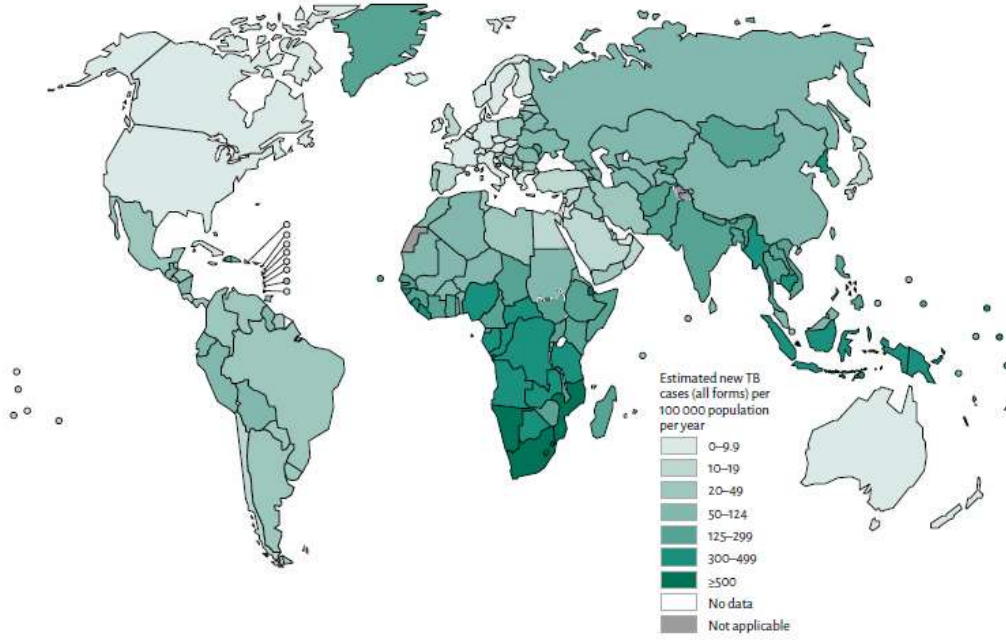 Estimated new TB
cases (all forms) per
100 000 population
per year
0–9.9
10–19
20–49
50–124
125–299
300–499
≥500
No data
Not applicable